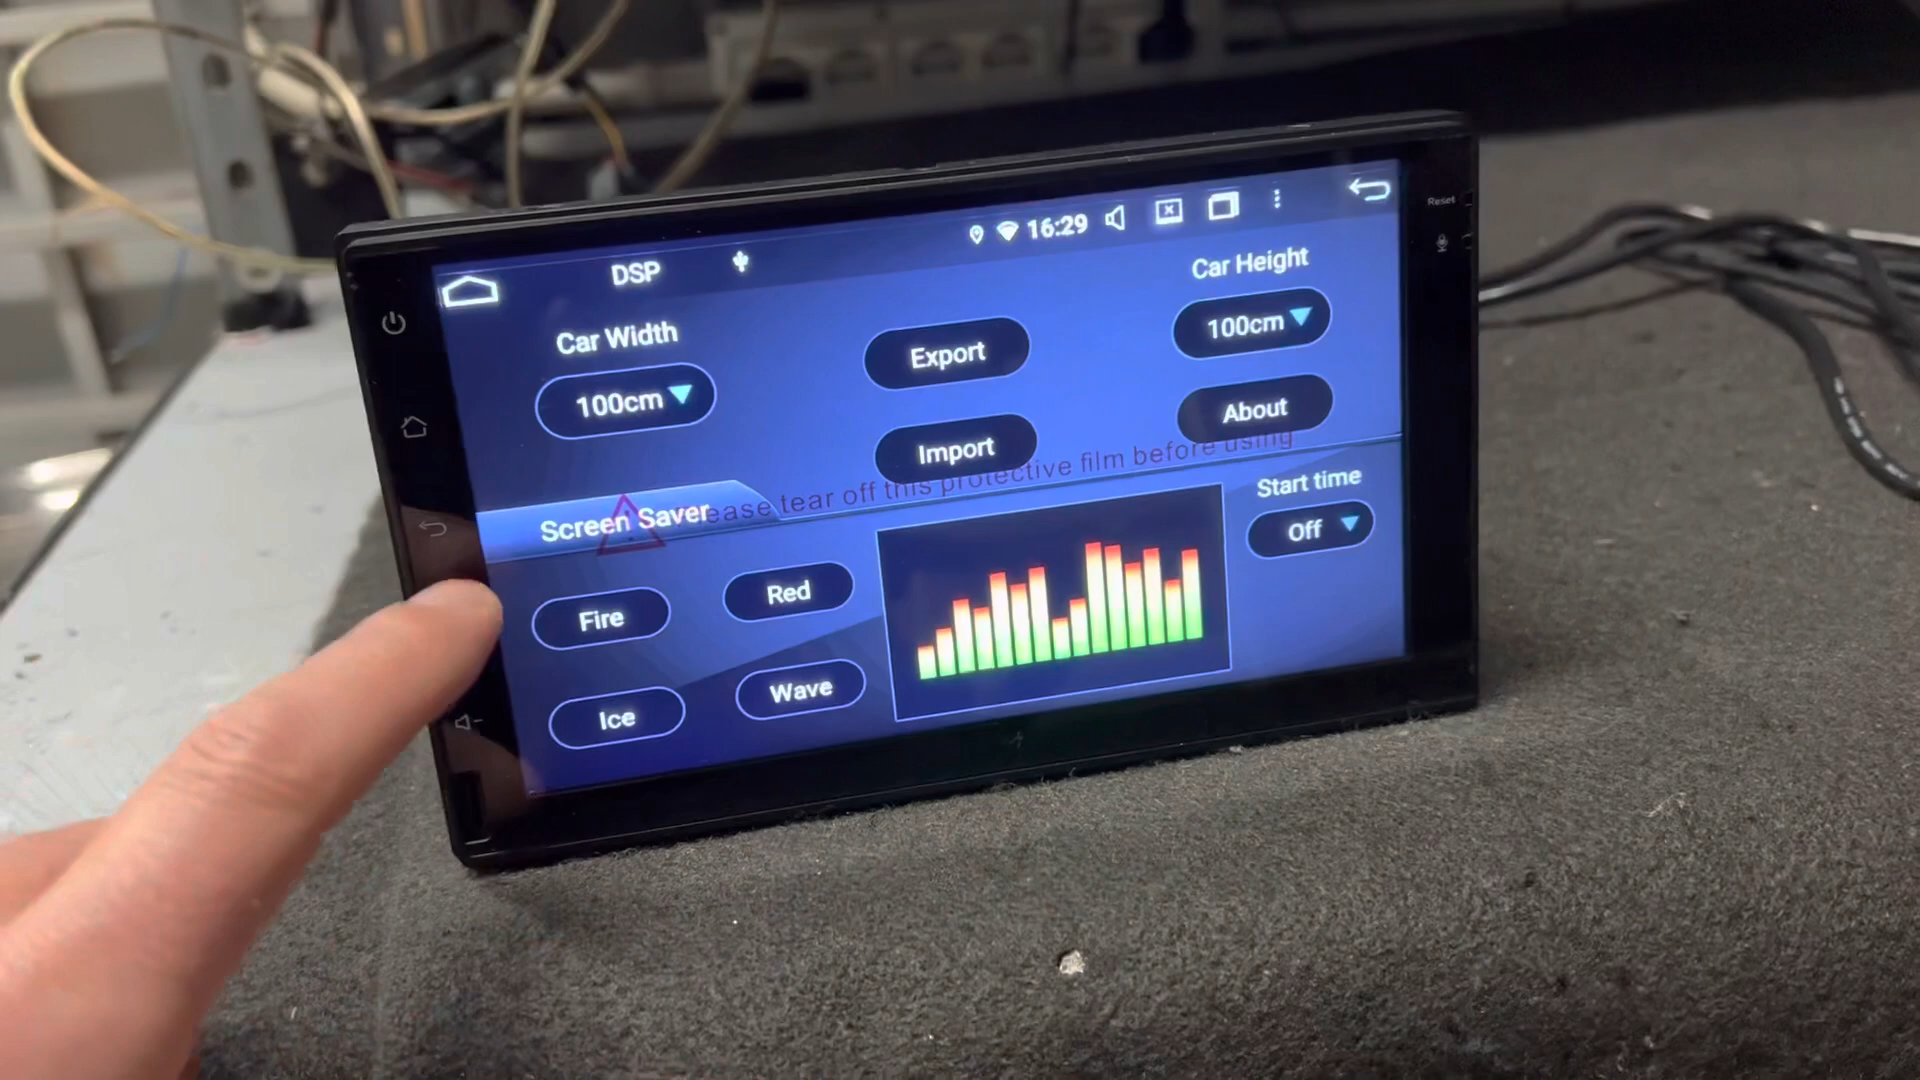 DSP
16:29
Reset
Car Width
100cm
Export
Import
Car Height
100cm
About
tear off this protective film before using
Screen Saver
Fire
Red
Ice
Wave
Start time
Off